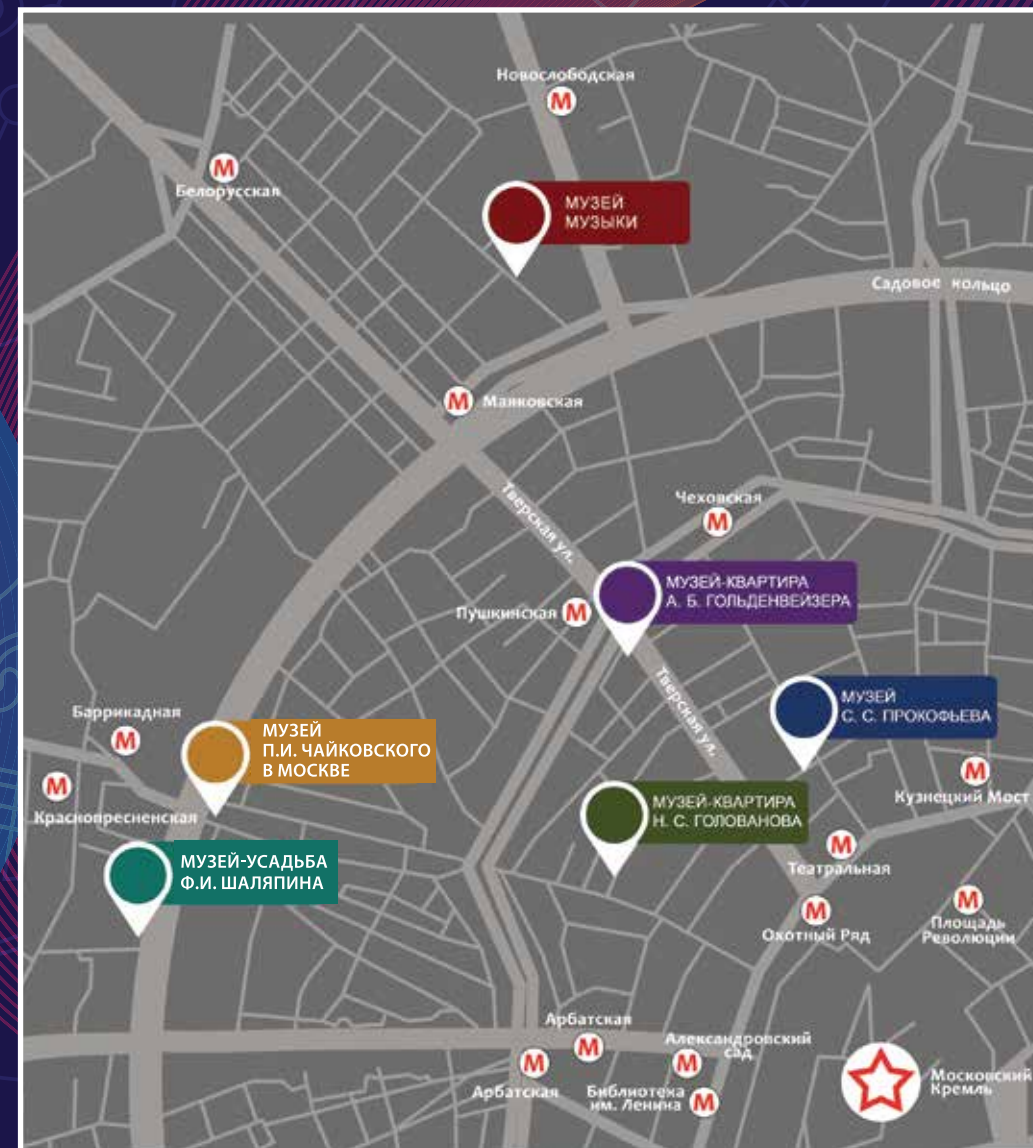 Новослободская
М
М
Белорусская
МУЗЕЙ
МУЗЫКИ
Садовое кольцо
М
Маяковская
Тверская ул.
Чеховская
М
МУЗЕЙ-КВАРТИРА
А. Б. ГОЛЬДЕНВЕЙЗЕРА
Пушкинская
М
Тверская ул.
МУЗЕЙ
С. С. ПРОКОФЬЕВА
Баррикадная
М
МУЗЕЙ
П.И. ЧАЙКОВСКОГО
В МОСКВЕ
М
Краснопресненская
М
Кузнецкий Мост
МУЗЕЙ-КВАРТИРА
Н. С. ГОЛОВАНОВА
М
Театральная
МУЗЕЙ-УСАДЬБА
Ф.И. ШАЛЯПИНА
М
Охотный Ряд
М
Площадь
Революции
Арбатская
М
М
Арбатская
Александровский
сад
М
Библиотека
им. Ленина
М
Московский
Кремль